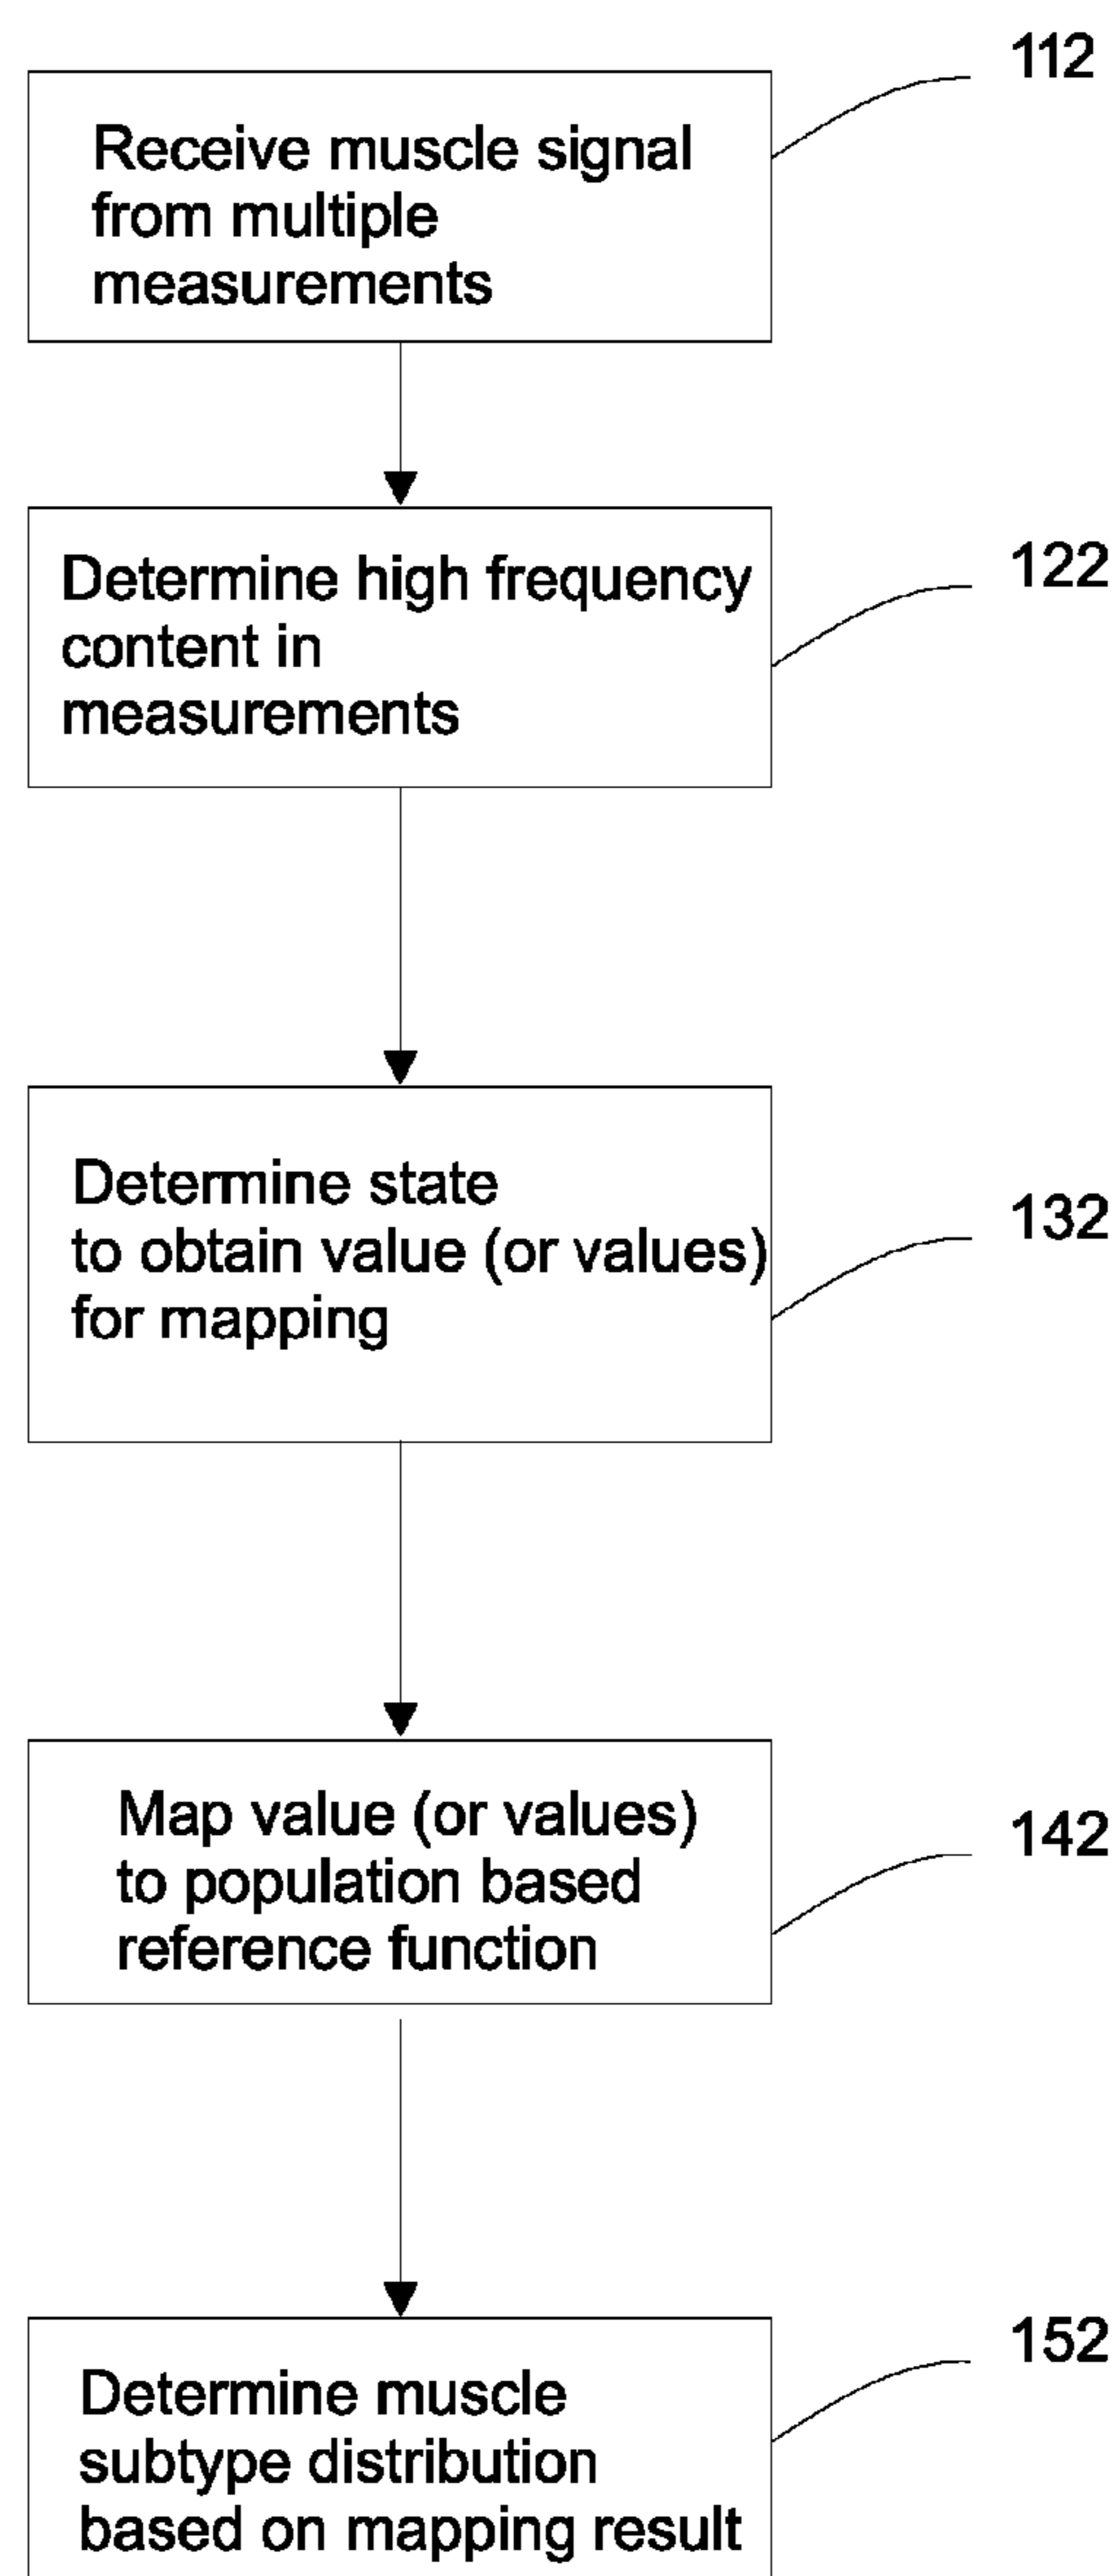 112
Receive muscle signal
from multiple
measurements
122
Determine high frequency
content in
measurements
132
Determine state
to obtain value (or values)
for mapping
142
Map value (or values)
to population based
reference function
152
Determine muscle
subtype distribution
based on mapping result